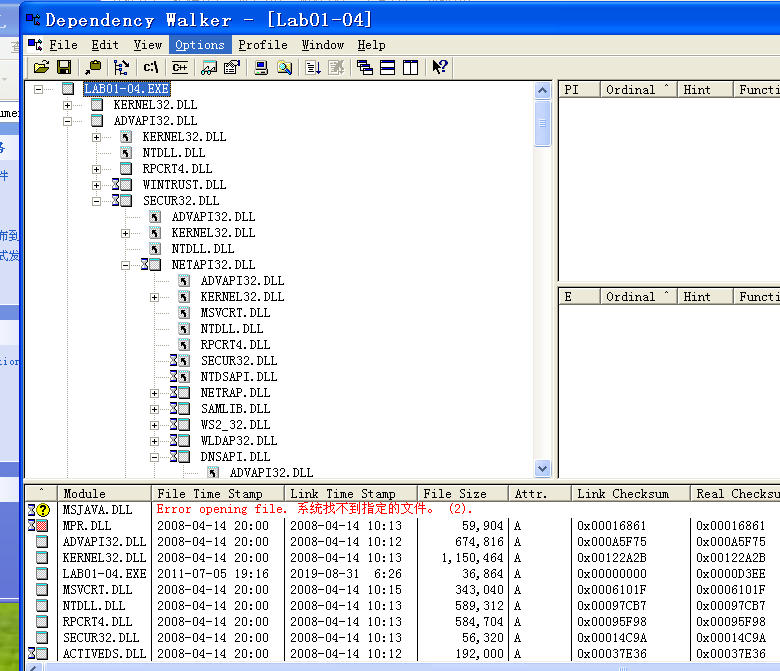 Dependency Walker - [Lab01-04]
File Edit View Options Profile Window Help
c:\ C++
LAB01-04.EXE
KERNEL32.DLL
ADVAPI32.DLL
KERNEL32.DLL
NTDLL.DLL
RPCRT4.DLL
WINTRUST.DLL
SECUR32.DLL
ADVAPI32.DLL
KERNEL32.DLL
NTDLL.DLL
NETAPI32.DLL
ADVAPI32.DLL
KERNEL32.DLL
MSVCRT.DLL
NTDLL.DLL
RPCRT4.DLL
SECUR32.DLL
NTDSAPI.DLL
NETRAP.DLL
SAMLIB.DLL
WS2_32.DLL
WLDAP32.DLL
DNSAPI.DLL
ADVAPI32.DLL
PI Ordinal ^ Hint Functi
E Ordinal ^ Hint Functi
^ Module File Time Stamp Link Time Stamp File Size Attr. Link Checksum Real Checksu
MSJAVA.DLL Error opening file. 系统找不到指定的文件。 (2).
MPR.DLL 2008-04-14 20:00 2008-04-14 10:13 59,904 A 0x00016861 0x00016861
ADVAPI32.DLL 2008-04-14 20:00 2008-04-14 10:12 674,816 A 0x000A5F75 0x000A5F75
KERNEL32.DLL 2008-04-14 20:00 2008-04-14 10:13 1,150,464 A 0x00122A2B 0x00122A2B
LAB01-04.EXE 2011-07-05 19:16 2019-08-31 6:26 36,864 A 0x00000000 0x0000D3EE
MSVCRT.DLL 2008-04-14 20:00 2008-04-14 10:15 343,040 A 0x0006101F 0x0006101F
NTDLL.DLL 2008-04-14 20:00 2008-04-14 10:13 589,312 A 0x00097CB7 0x00097CB7
RPCRT4.DLL 2008-04-14 20:00 2008-04-14 10:13 584,704 A 0x00095F98 0x00095F98
SECUR32.DLL 2008-04-14 20:00 2008-04-14 10:13 56,320 A 0x00014C9A 0x00014C9A
ACTIVEDS.DLL 2008-04-14 20:00 2008-04-14 10:12 192,000 A 0x00037E36 0x00037E36